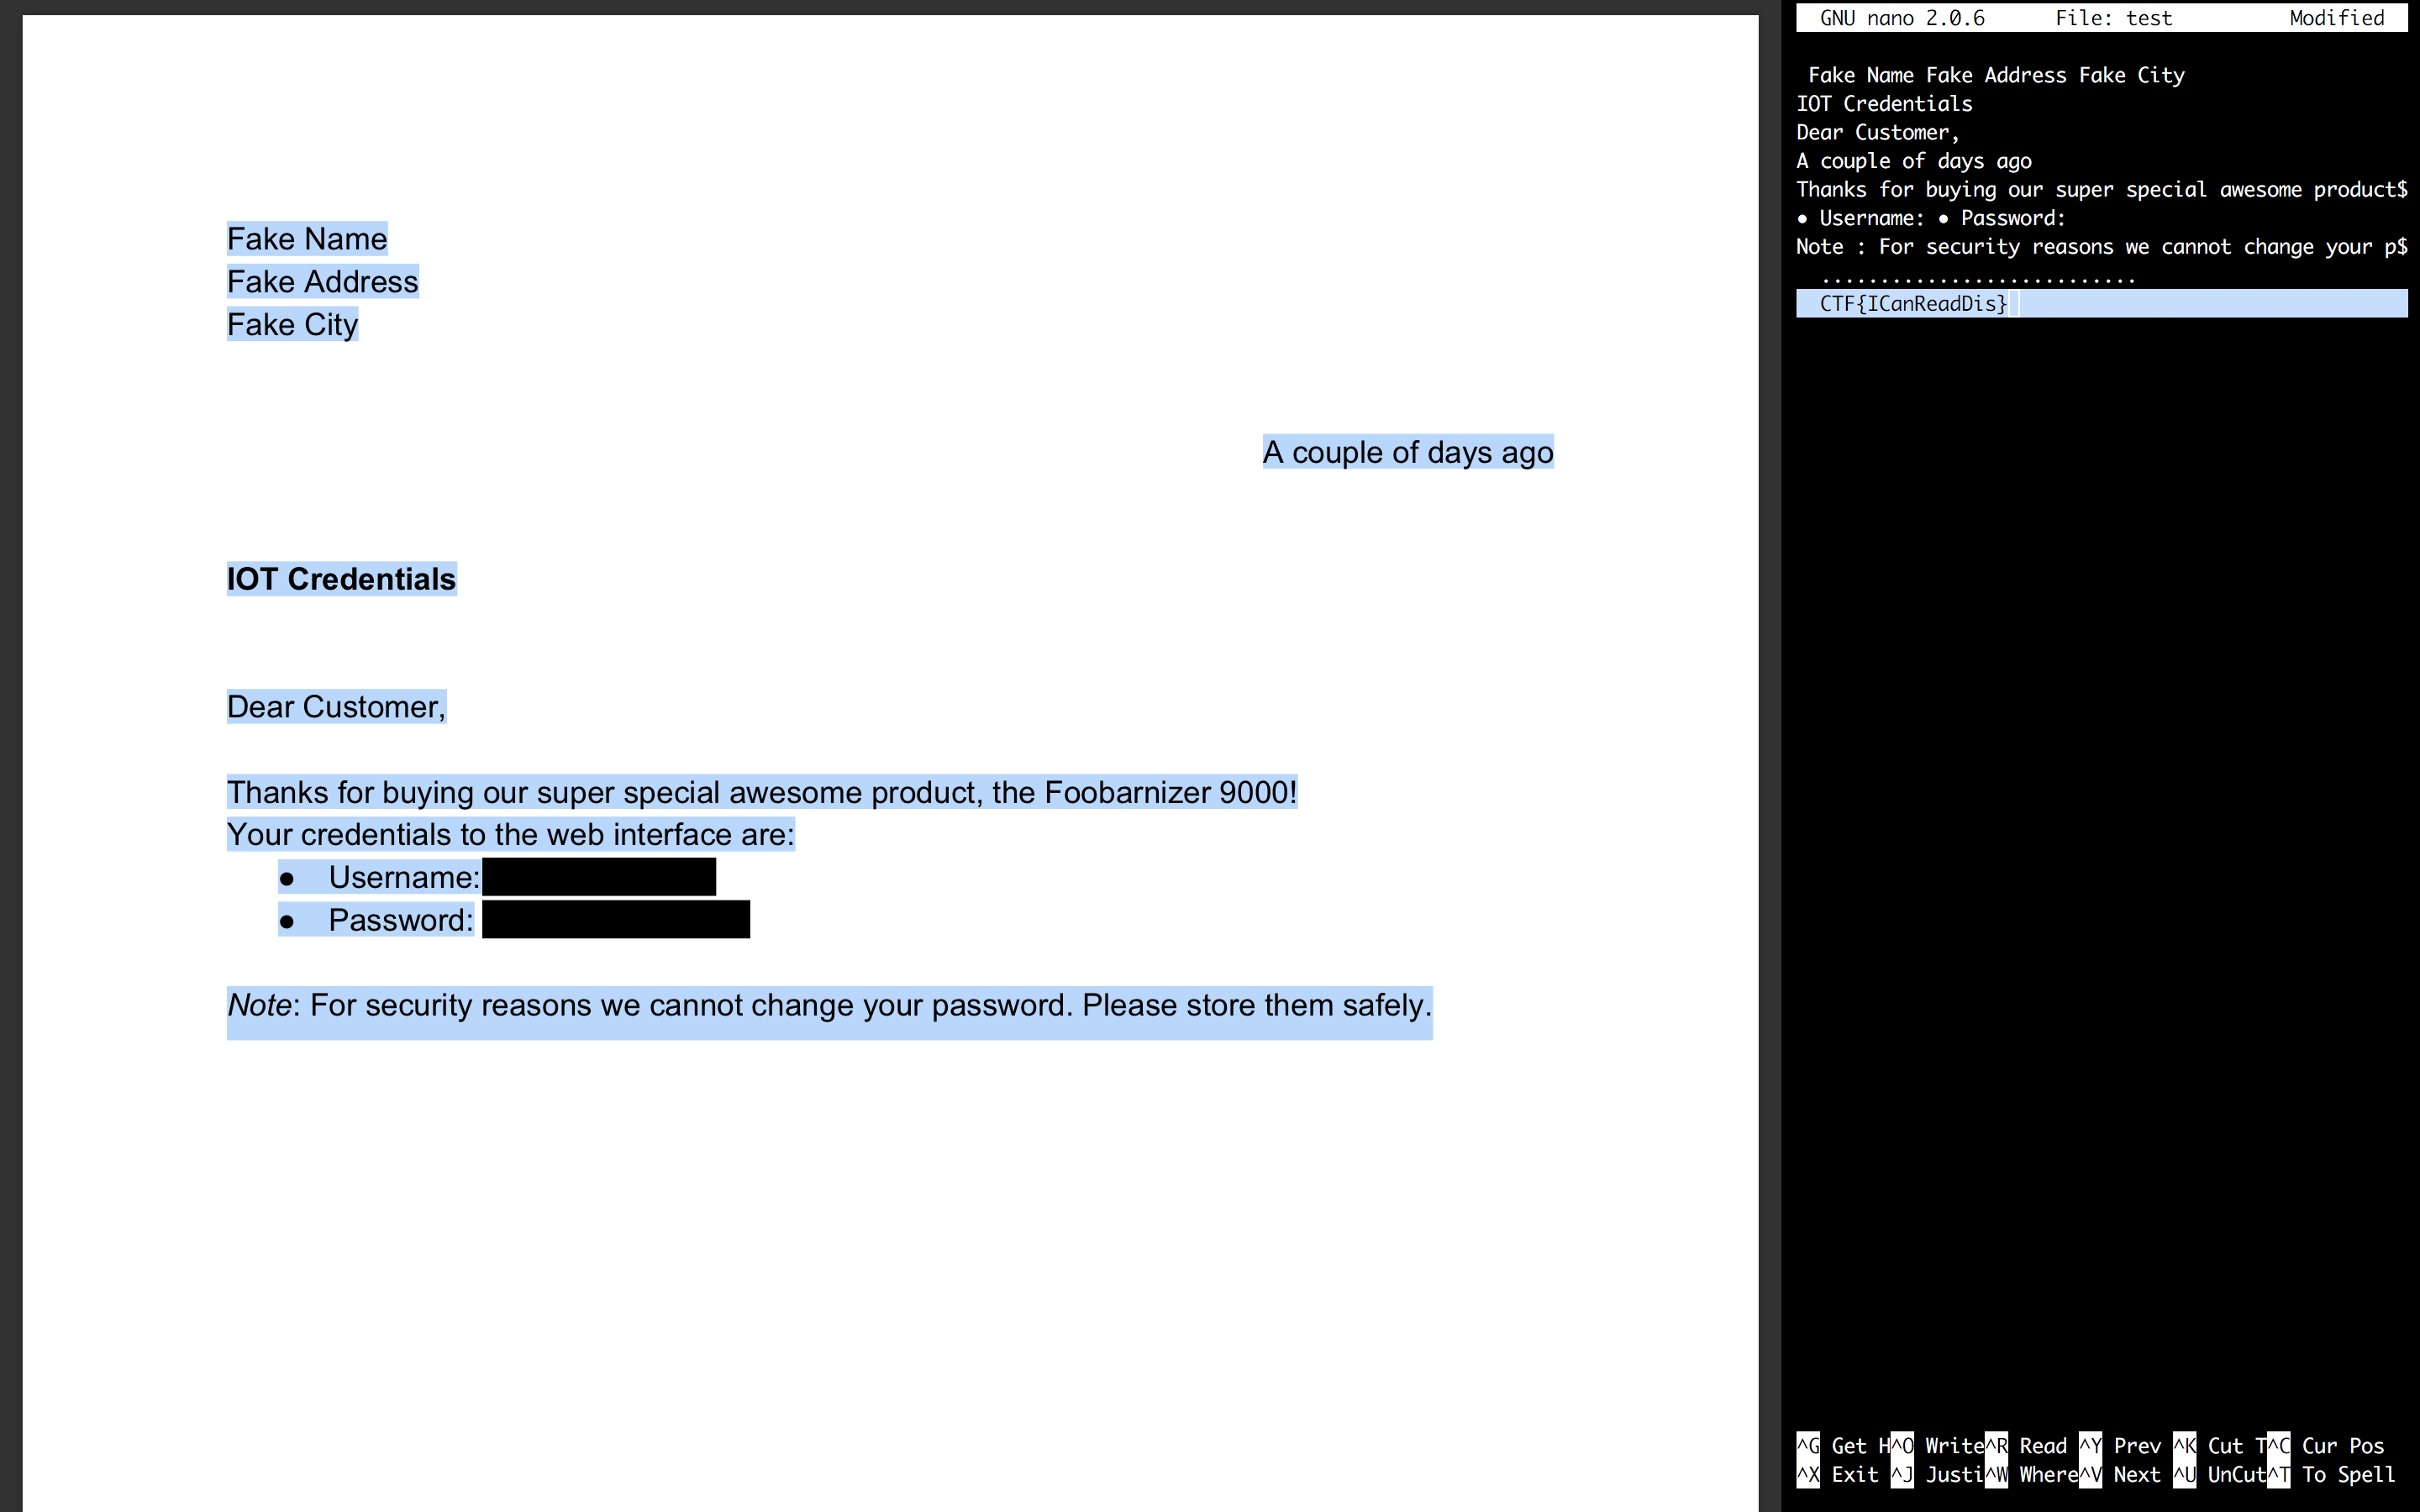 Fake Name
Fake Address
Fake City
A couple of days ago
IOT Credentials
Dear Customer,
Thanks for buying our super special awesome product, the Foobarnizer 9000!
Your credentials to the web interface are:
● Username:
● Password:
Note: For security reasons we cannot change your password. Please store them safely.
GNU nano 2.0.6 File: test Modified
Fake Name Fake Address Fake City
IOT Credentials
Dear Customer,
A couple of days ago
Thanks for buying our super special awesome product$
● Username: ● Password:
Note : For security reasons we cannot change your p$
...........................
CTF{ICanReadDis}
^G Get H^O Write^R Read ^Y Prev ^K Cut T^C Cur Pos
^X Exit ^J Justi^W Where^V Next ^U UnCut^T To Spell